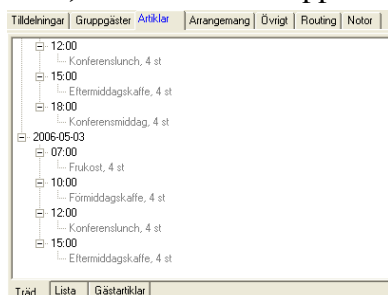 Tilldelningar Gruppgäster Artiklar Arrangemang Övrigt Routing Notor
12:00
Konferenslunch, 4 st
15:00
Eftermiddagskaffe, 4 st
18:00
Konferensmiddag, 4 st
2006-05-03
07:00
Frukost, 4 st
10:00
Förmiddagskaffe, 4 st
12:00
Konferenslunch, 4 st
15:00
Eftermiddagskaffe, 4 st
Träd Lista Gästartiklar